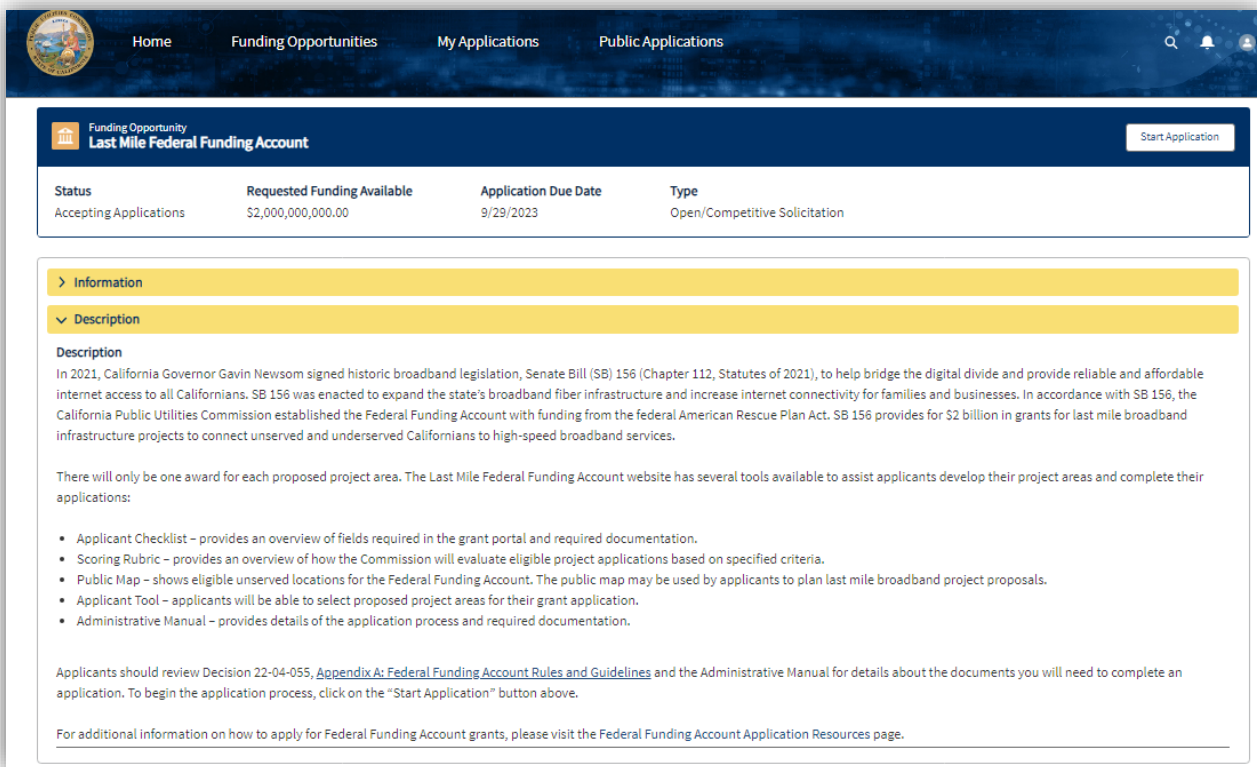 Home Funding Opportunities My Applications Public Applications
Funding Opportunity
Last Mile Federal Funding Account
Start Application
Status Requested Funding Available Application Due Date Type
Accepting Applications $2,000,000,000.00 9/29/2023 Open/Competitive Solicitation
Information
Description
Description
In 2021, California Governor Gavin Newsom signed historic broadband legislation, Senate Bill (SB) 156 (Chapter 112, Statutes of 2021), to help bridge the digital divide and provide reliable and affordable
internet access to all Californians. SB 156 was enacted to expand the state's broadband fiber infrastructure and increase internet connectivity for families and businesses. In accordance with SB 156, the
California Public Utilities Commission established the Federal Funding Account with funding from the federal American Rescue Plan Act. SB 156 provides for $2 billion in grants for last mile broadband
infrastructure projects to connect unserved and underserved Californians to high-speed broadband services.
There will only be one award for each proposed project area. The Last Mile Federal Funding Account website has several tools available to assist applicants develop their project areas and complete their
applications:
• Applicant Checklist – provides an overview of fields required in the grant portal and required documentation.
• Scoring Rubric – provides an overview of how the Commission will evaluate eligible project applications based on specified criteria.
• Public Map – shows eligible unserved locations for the Federal Funding Account. The public map may be used by applicants to plan last mile broadband project proposals.
• Applicant Tool – applicants will be able to select proposed project areas for their grant application.
• Administrative Manual – provides details of the application process and required documentation.
Applicants should review Decision 22-04-055, Appendix A: Federal Funding Account Rules and Guidelines and the Administrative Manual for details about the documents you will need to complete an
application. To begin the application process, click on the “Start Application” button above.
For additional information on how to apply for Federal Funding Account grants, please visit the Federal Funding Account Application Resources page.